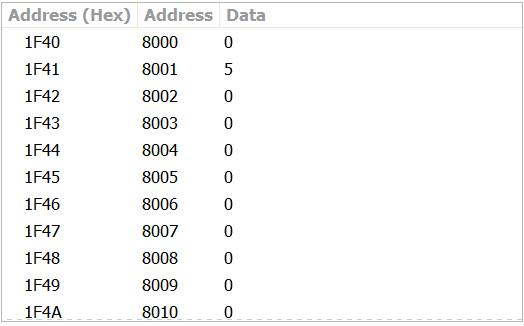 Address (Hex) Address Data
1F40 8000 0
1F41 8001 5
1F42 8002 0
1F43 8003 0
1F44 8004 0
1F45 8005 0
1F46 8006 0
1F47 8007 0
1F48 8008 0
1F49 8009 0
1F4A 8010 0